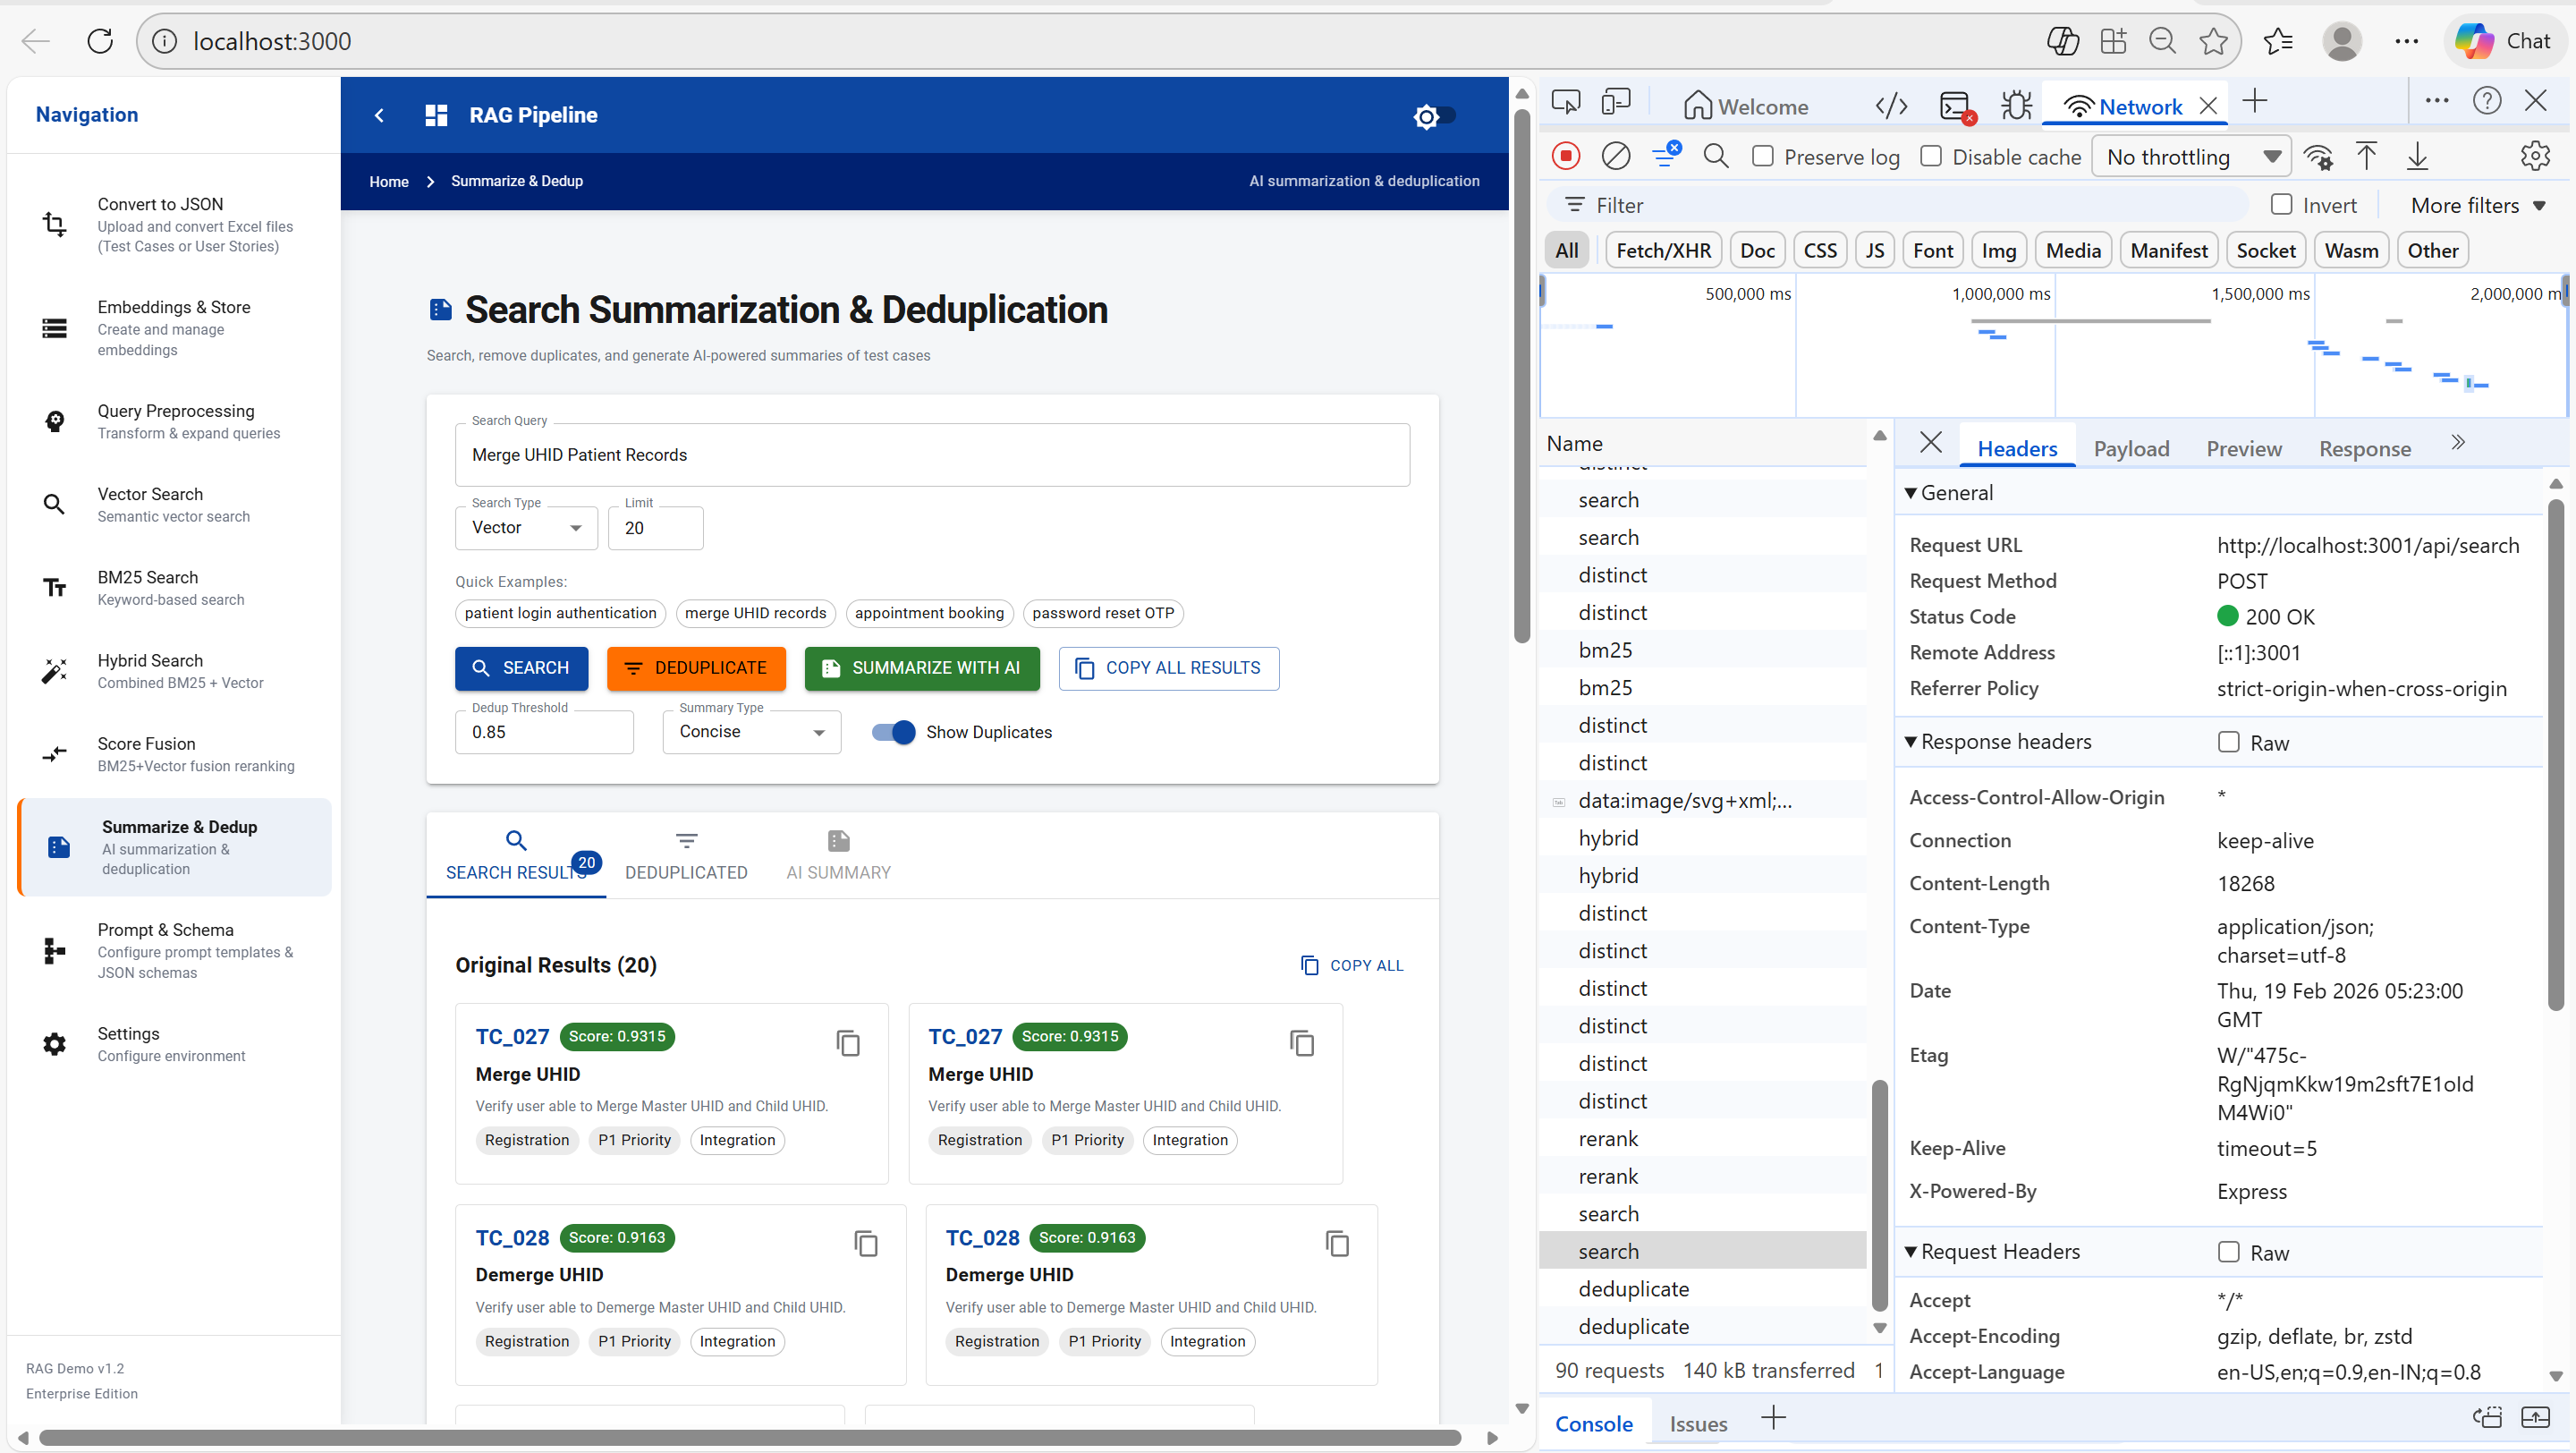 localhost:3000
Chat
Navigation
Convert to JSON
Upload and convert Excel files
(Test Cases or User Stories)
Embeddings & Store
Create and manage
embeddings
Query Preprocessing
Transform & expand queries
Vector Search
Semantic vector search
BM25 Search
Keyword-based search
Hybrid Search
Combined BM25 + Vector
Score Fusion
BM25+Vector fusion reranking
Summarize & Dedup
AI summarization &
deduplication
Prompt & Schema
Configure prompt templates &
JSON schemas
Settings
Configure environment
RAG Demo v1.2
Enterprise Edition
RAG Pipeline
Home > Summarize & Dedup
AI summarization & deduplication
Search Summarization & Deduplication
Search, remove duplicates, and generate AI-powered summaries of test cases
Search Query
Merge UHID Patient Records
Search Type
Vector
Limit
20
Quick Examples:
patient login authentication
merge UHID records
appointment booking
password reset OTP
SEARCH
DEDUPLICATE
SUMMARIZE WITH AI
COPY ALL RESULTS
Dedup Threshold
0.85
Summary Type
Concise
Show Duplicates
SEARCH RESULTS
20
DEDUPLICATED
AI SUMMARY
Original Results (20)
COPY ALL
TC_027 Score: 0.9315
Merge UHID
Verify user able to Merge Master UHID and Child UHID.
Registration P1 Priority Integration
TC_027 Score: 0.9315
Merge UHID
Verify user able to Merge Master UHID and Child UHID.
Registration P1 Priority Integration
TC_028 Score: 0.9163
Demerge UHID
Verify user able to Demerge Master UHID and Child UHID.
Registration P1 Priority Integration
TC_028 Score: 0.9163
Demerge UHID
Verify user able to Demerge Master UHID and Child UHID.
Registration P1 Priority Integration
Welcome
Network
Preserve log
Disable cache
No throttling
Filter
Invert
More filters
All Fetch/XHR Doc CSS JS Font Img Media Manifest Socket Wasm Other
500,000 ms 1,000,000 ms 1,500,000 ms 2,000,000 m
Name
distinct
search
search
distinct
distinct
bm25
bm25
distinct
distinct
data:image/svg+xml;...
hybrid
hybrid
distinct
distinct
distinct
distinct
distinct
distinct
rerank
rerank
search
search
deduplicate
deduplicate
90 requests 140 kB transferred 1
Headers Payload Preview Response
General
Request URL http://localhost:3001/api/search
Request Method POST
Status Code 200 OK
Remote Address [::1]:3001
Referrer Policy strict-origin-when-cross-origin
Response headers Raw
Access-Control-Allow-Origin *
Connection keep-alive
Content-Length 18268
Content-Type application/json;
charset=utf-8
Date Thu, 19 Feb 2026 05:23:00
GMT
Etag W/"475c-
RgNjqmKkw19m2sft7E1oId
M4Wi0"
Keep-Alive timeout=5
X-Powered-By Express
Request Headers Raw
Accept */*
Accept-Encoding gzip, deflate, br, zstd
Accept-Language en-US,en;q=0.9,en-IN;q=0.8
Console Issues